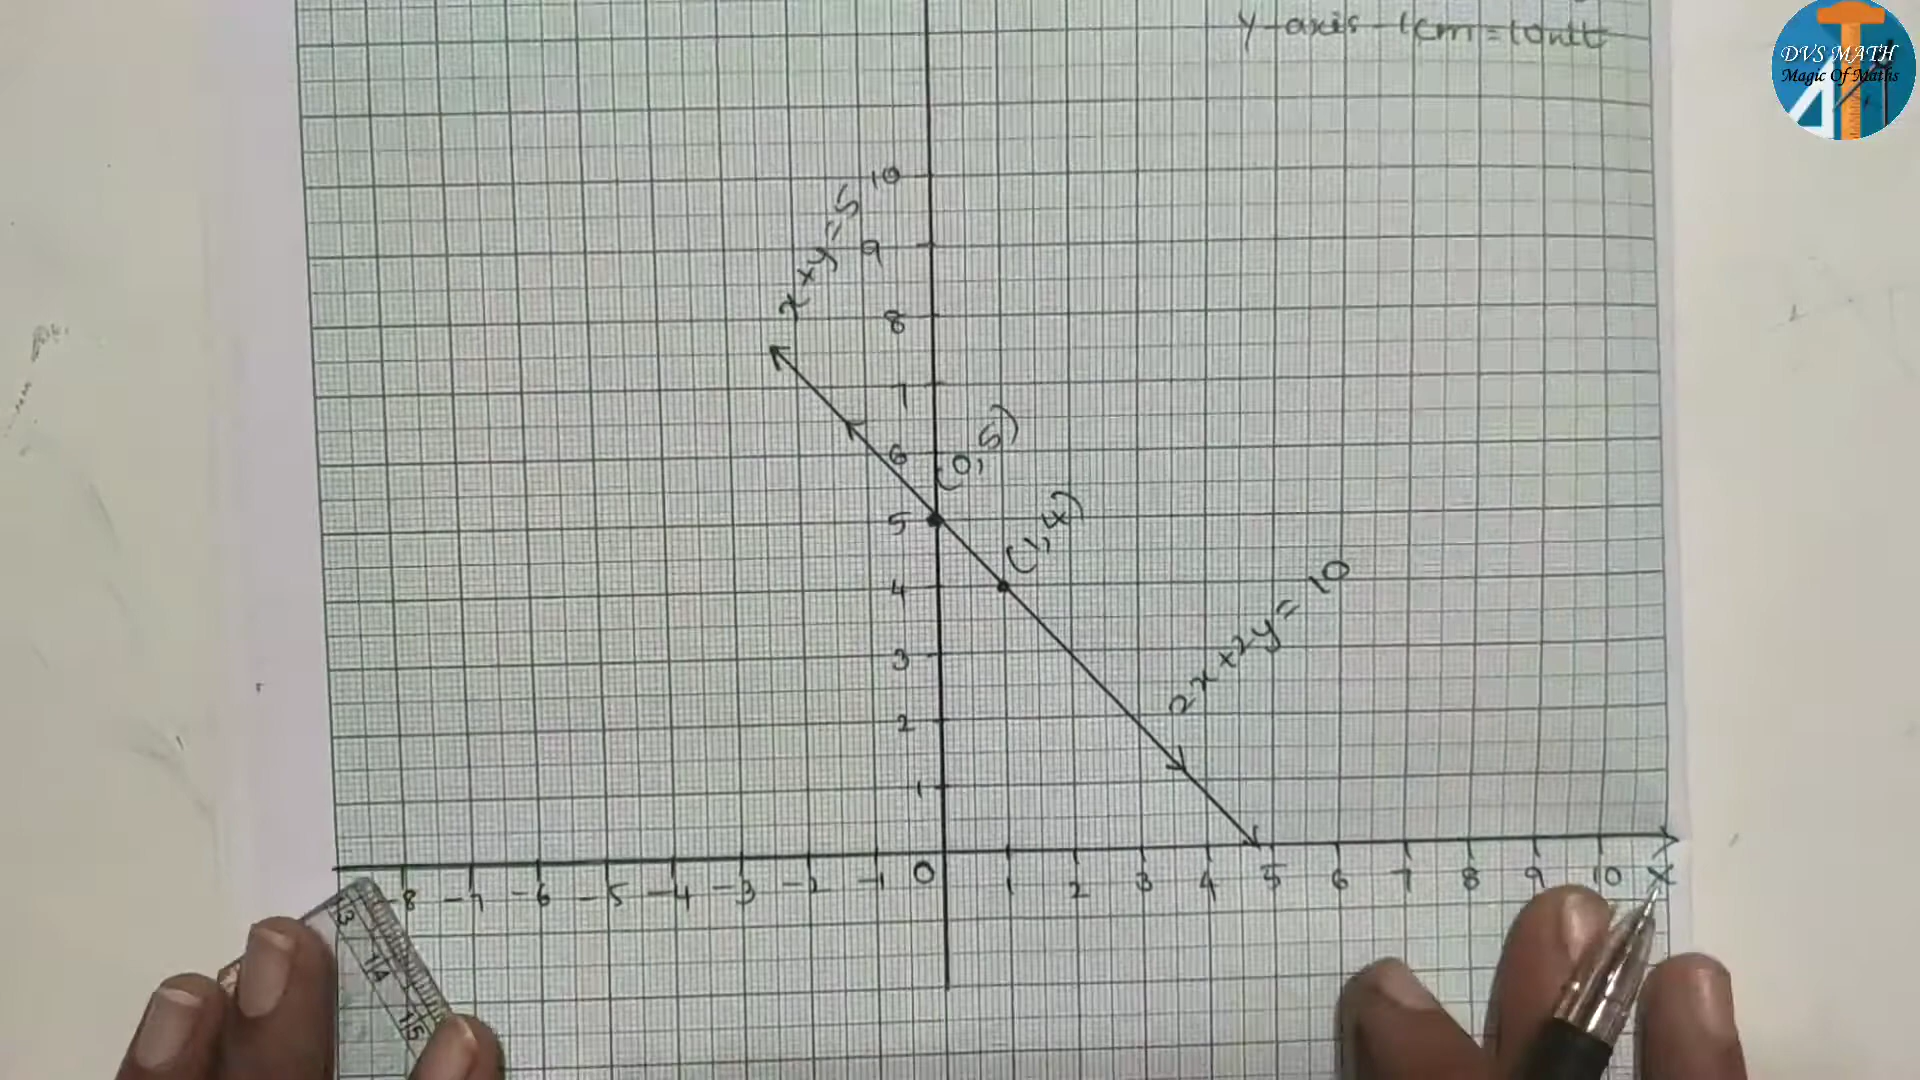 y-axis-1cm=1unit
DVS MATH
Magic Of Maths
x+y=5
10
9
8
7
6
(0,5)
5
(1,4)
4
2x+2y=10
3
2
1
-8 -7 -6 -5 -4 -3 -2 -1 0 1 2 3 4 5 6 7 8 9 10 x
13
14
15